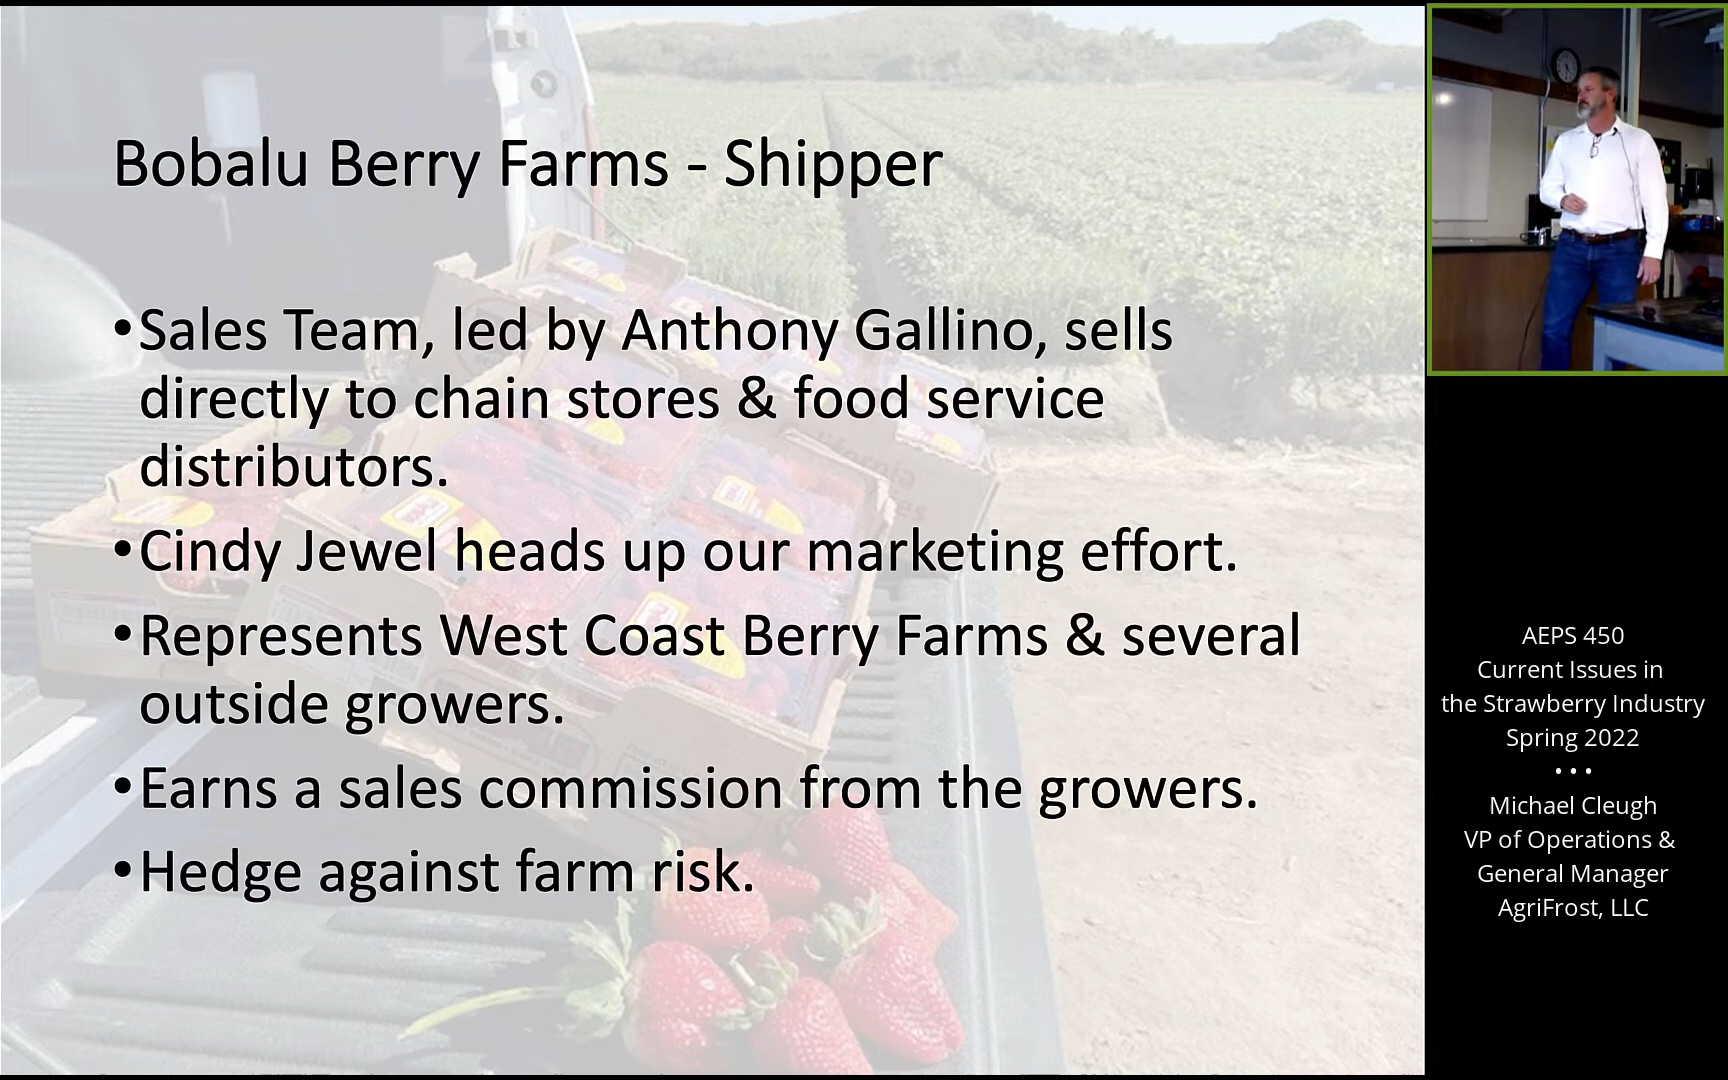 Bobalu Berry Farms - Shipper
•Sales Team, led by Anthony Gallino, sells
directly to chain stores & food service
distributors.
•Cindy Jewel heads up our marketing effort.
•Represents West Coast Berry Farms & several
outside growers.
•Earns a sales commission from the growers.
•Hedge against farm risk.
AEPS 450
Current Issues in
the Strawberry Industry
Spring 2022
• • •
Michael Cleugh
VP of Operations &
General Manager
AgriFrost, LLC